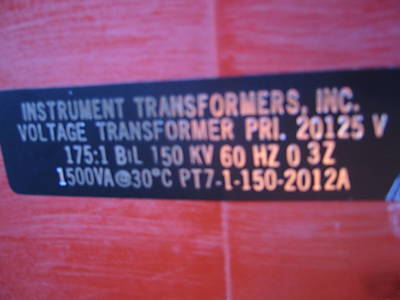 INSTRUMENT TRANSFORMERS, INC.
VOLTAGE TRANSFORMER PRI. 20125 V
175:1 BIL 150 KV 60 HZ 0 3Z
1500VA@30°C PT7-1-150-2012A